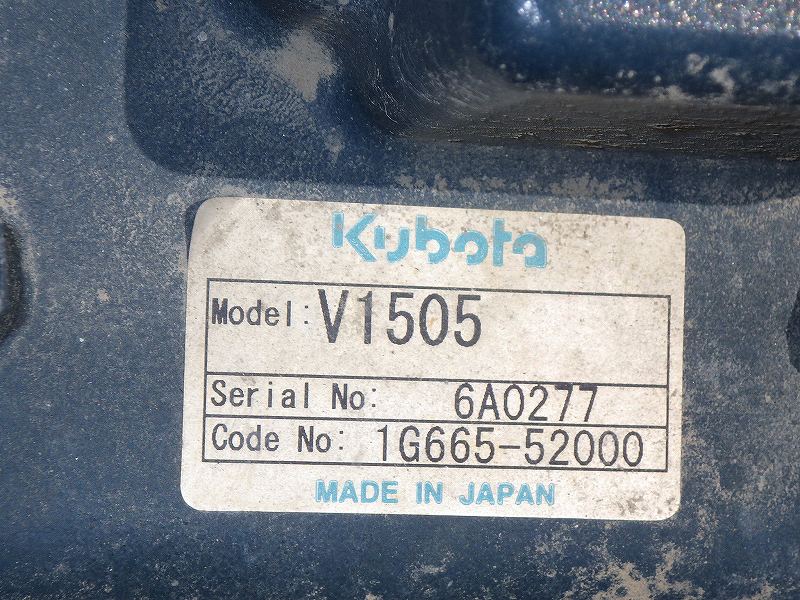 Kubota
Model: V1505
Serial No: 6A0277
Code No: 1G665-52000
MADE IN JAPAN